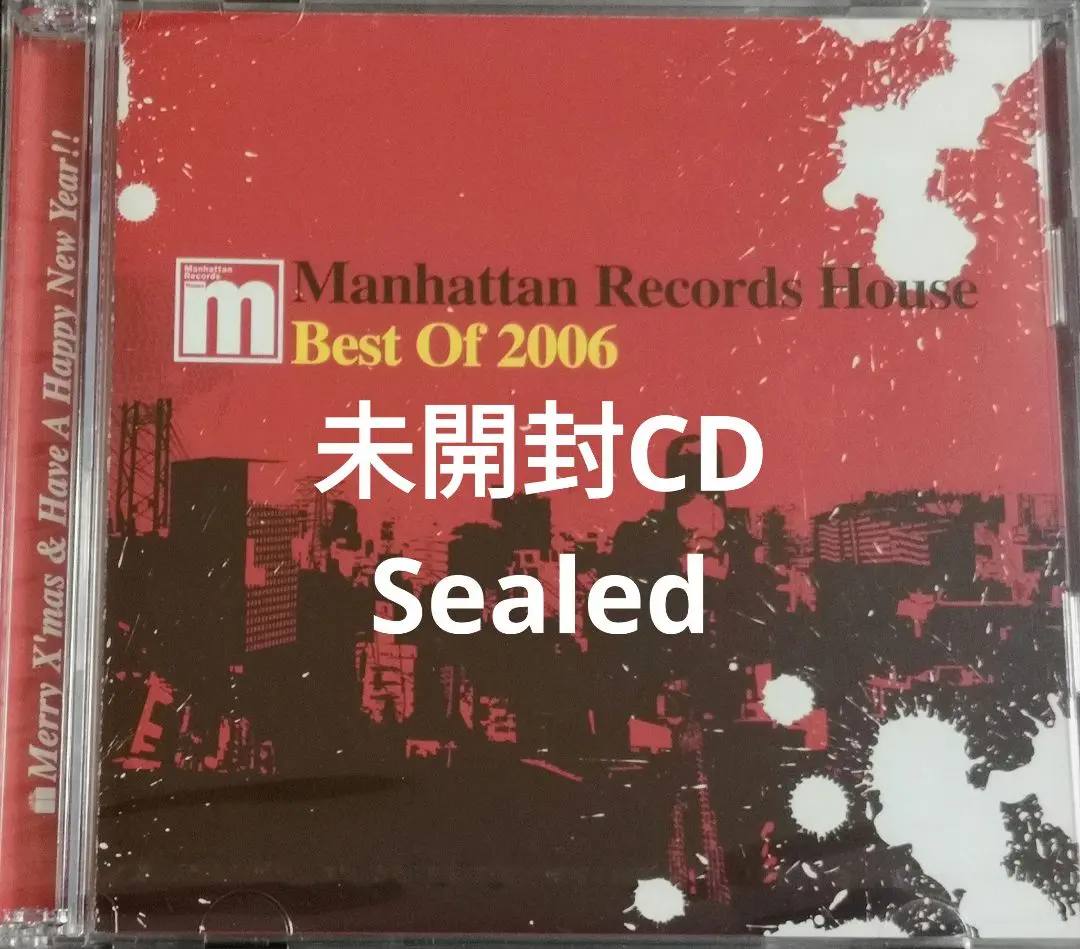 Merry X'mas & Have A Happy New Year!!
Manhattan
Records
m
Manhattan Records House
Best Of 2006
未開封CD
Sealed